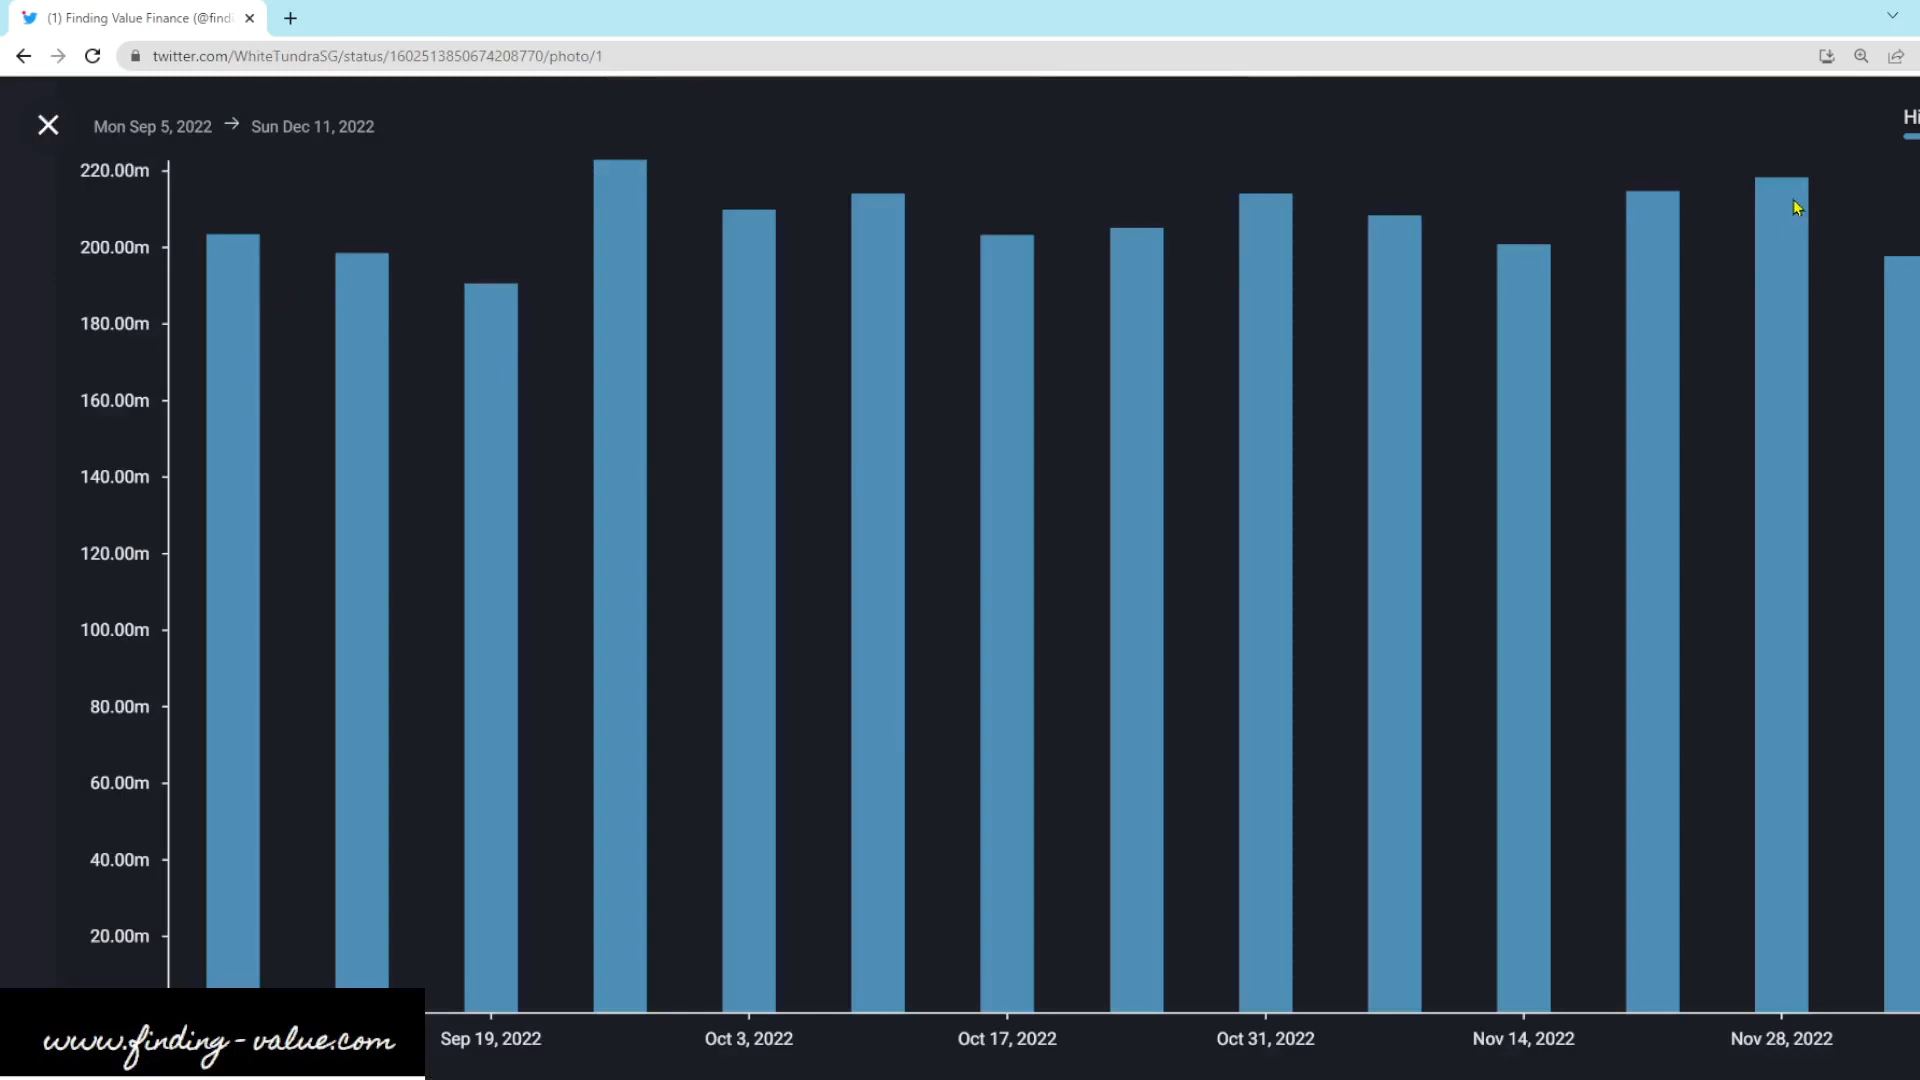 (1) Finding Value Finance (@findi
twitter.com/WhiteTundraSG/status/1602513850674208770/photo/1
Mon Sep 5, 2022 → Sun Dec 11, 2022
Hi
220.00m
200.00m
180.00m
160.00m
140.00m
120.00m
100.00m
80.00m
60.00m
40.00m
20.00m
www.finding-value.com
Sep 19, 2022
Oct 3, 2022
Oct 17, 2022
Oct 31, 2022
Nov 14, 2022
Nov 28, 2022